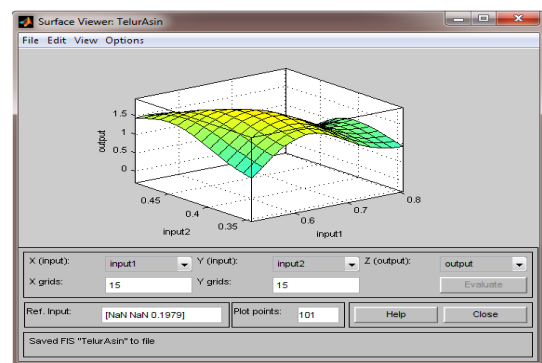 Surface Viewer: TelurAsin
File Edit View Options
1.5
1
0.5
0
output
0.45
0.4
0.35
input2
0.6
0.7
0.8
input1
X (input): input1 Y (input): input2 Z (output): output
X grids: 15 Y grids: 15 Evaluate
Ref. Input: [NaN NaN 0.1979] Plot points: 101 Help Close
Saved FIS "TelurAsin" to file